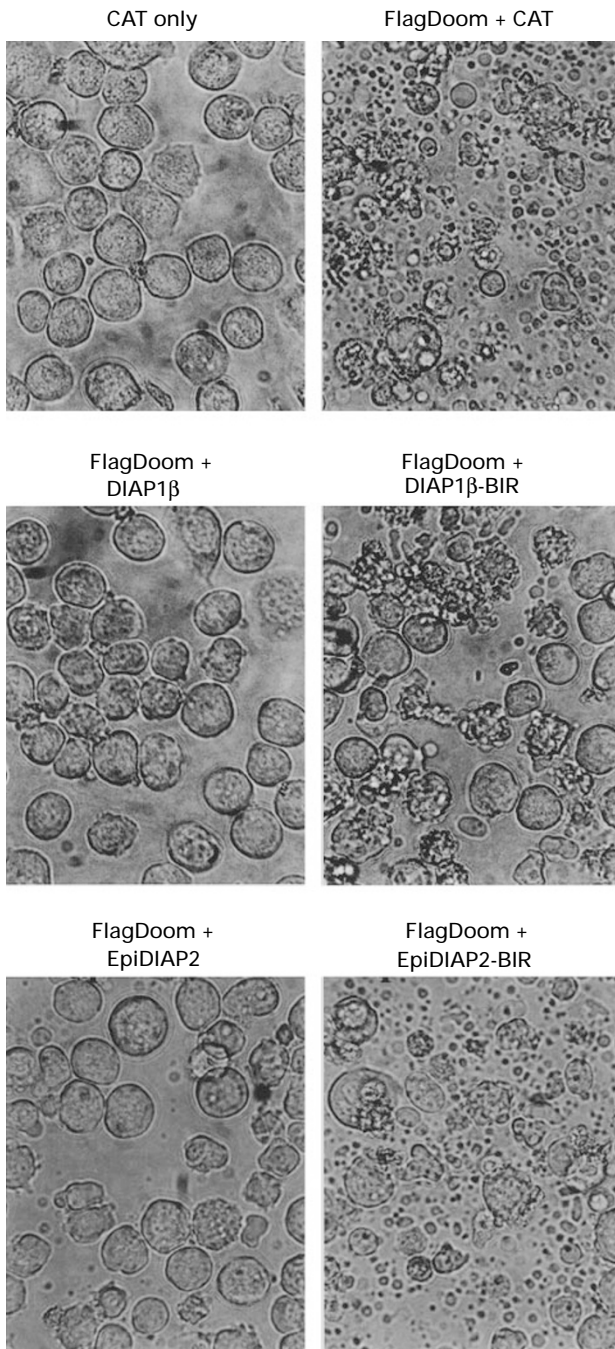 CAT only
FlagDoom + CAT
FlagDoom +
DIAP1β
FlagDoom +
DIAP1β-BIR
FlagDoom +
EpiDIAP2
FlagDoom +
EpiDIAP2-BIR